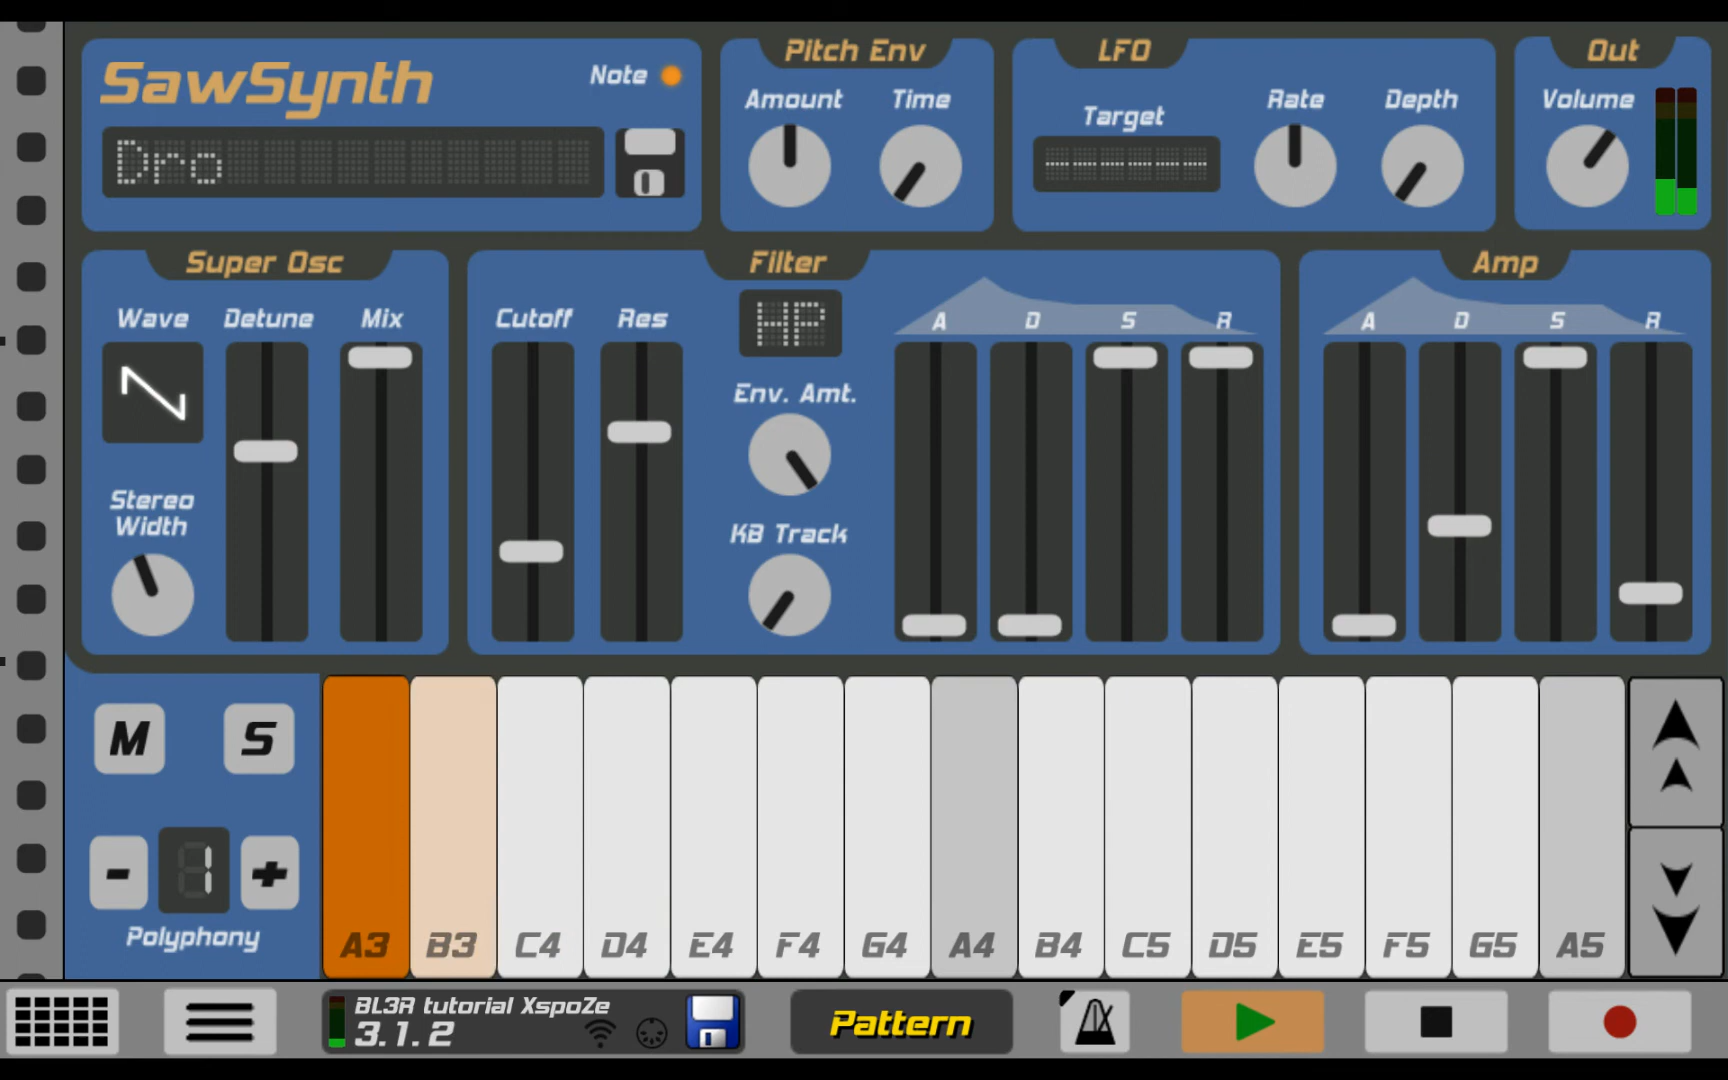 SawSynth
Note
Dro
Pitch Env
Amount Time
LFO
Target
Rate Depth
------
Out
Volume
Super Osc
Wave Detune Mix
Stereo
Width
Filter
Cutoff Res
HP
Env. Amt.
KB Track
A D S R
Amp
A D S R
M S
- 1 +
Polyphony
A3 B3 C4 D4 E4 F4 G4 A4 B4 C5 D5 E5 F5 G5 A5
BL3R tutorial XspoZe
3.1.2
Pattern